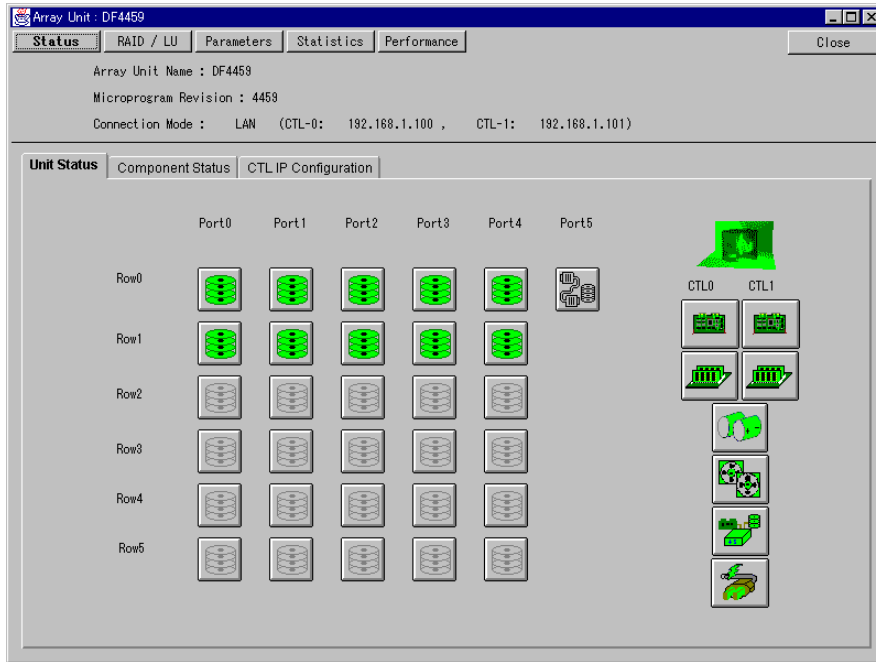 Array Unit : DF4459
Status RAID / LU Parameters Statistics Performance Close
Array Unit Name : DF4459
Microprogram Revision : 4459
Connection Mode : LAN (CTL-0: 192.168.1.100 , CTL-1: 192.168.1.101)
Unit Status Component Status CTL IP Configuration
Port0 Port1 Port2 Port3 Port4 Port5
Row0
CTL0 CTL1
Row1
Row2
Row3
Row4
Row5